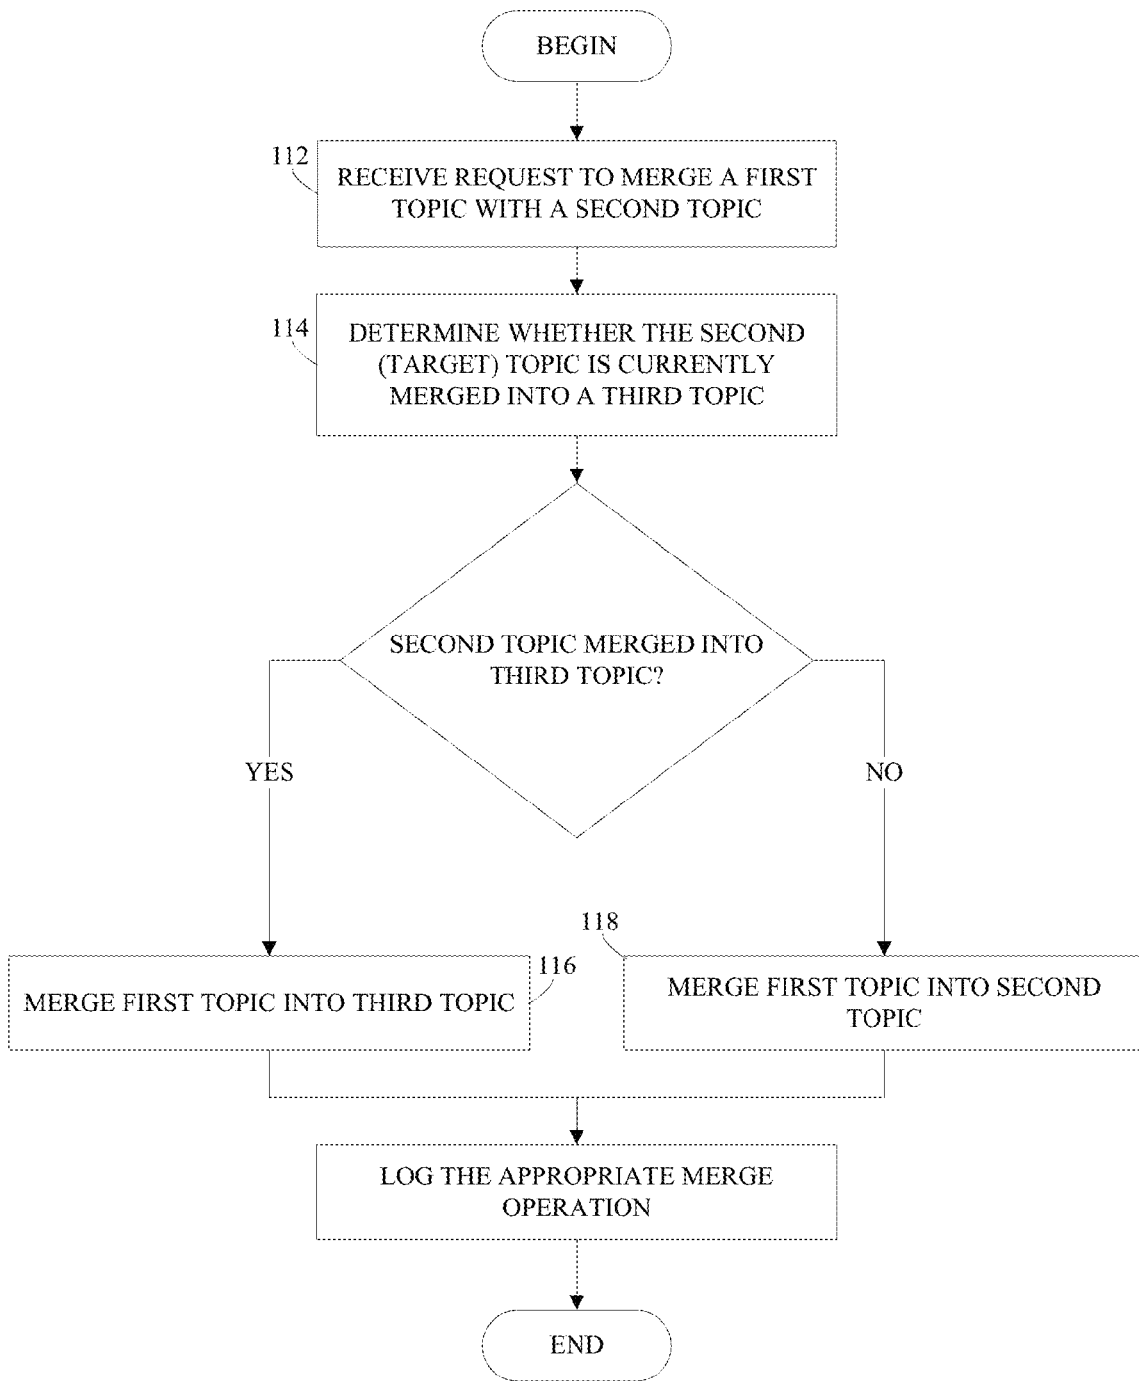 BEGIN
112
RECEIVE REQUEST TO MERGE A FIRST
TOPIC WITH A SECOND TOPIC
114
DETERMINE WHETHER THE SECOND
(TARGET) TOPIC IS CURRENTLY
MERGED INTO A THIRD TOPIC
SECOND TOPIC MERGED INTO
THIRD TOPIC?
YES
NO
116
MERGE FIRST TOPIC INTO THIRD TOPIC
118
MERGE FIRST TOPIC INTO SECOND
TOPIC
LOG THE APPROPRIATE MERGE
OPERATION
END